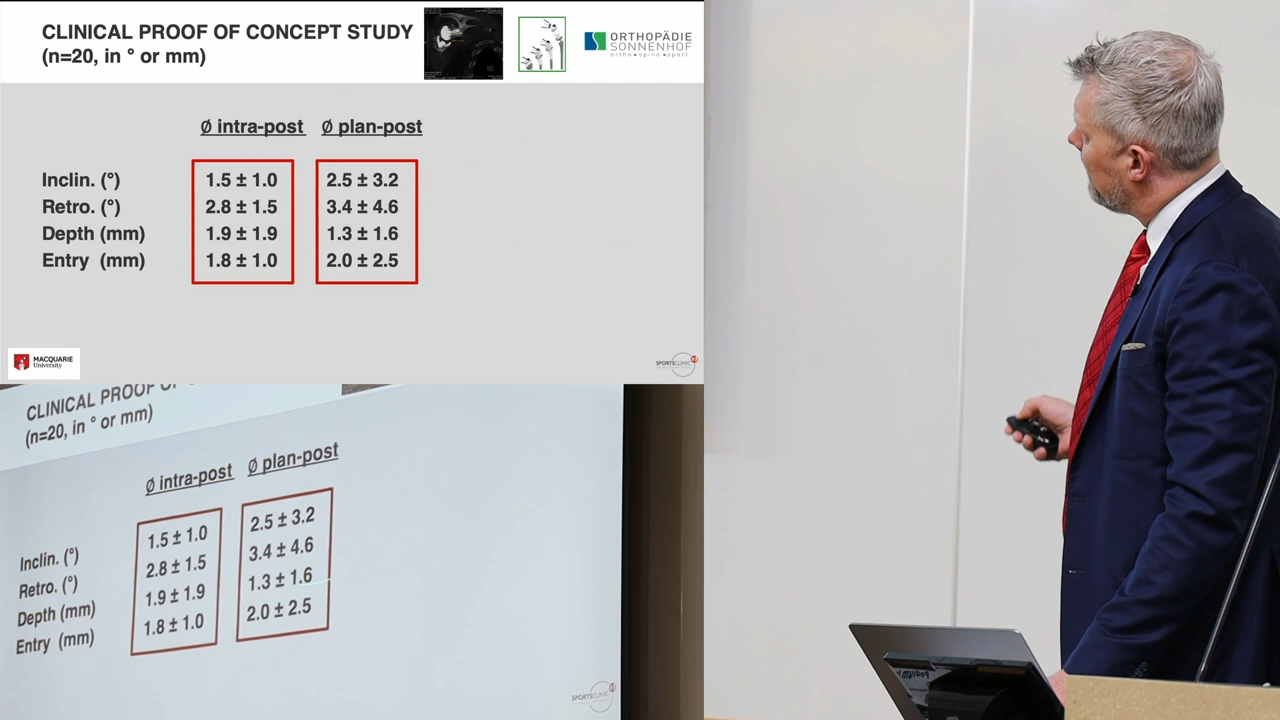 CLINICAL PROOF OF CONCEPT STUDY
(n=20, in ° or mm)
ORTHOPÄDIE
SONNENHOF
ortho•spine•sport
Ø intra-post Ø plan-post
Inclin. (°) 1.5 ± 1.0 2.5 ± 3.2
Retro. (°) 2.8 ± 1.5 3.4 ± 4.6
Depth (mm) 1.9 ± 1.9 1.3 ± 1.6
Entry (mm) 1.8 ± 1.0 2.0 ± 2.5
MACQUARIE
University
SPORTSCLINIC
CLINICAL PROOF OF
(n=20, in ° or mm)
Ø intra-post Ø plan-post
Inclin. (°) 1.5 ± 1.0 2.5 ± 3.2
Retro. (°) 2.8 ± 1.5 3.4 ± 4.6
Depth (mm) 1.9 ± 1.9 1.3 ± 1.6
Entry (mm) 1.8 ± 1.0 2.0 ± 2.5
SPORTSCLINIC